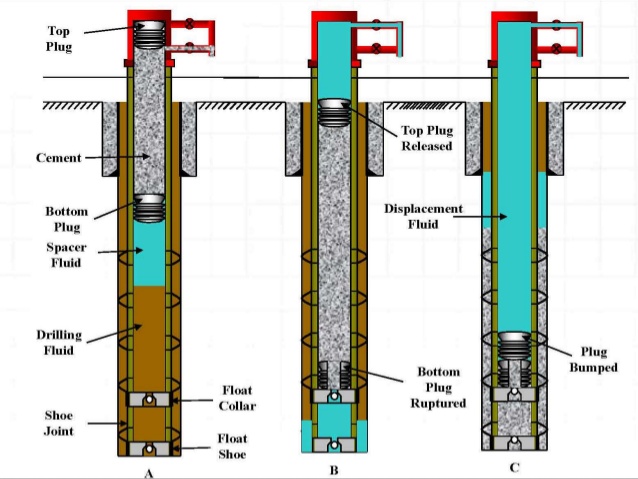 Top
Plug
Cement
Bottom
Plug
Spacer
Fluid
Drilling
Fluid
Shoe
Joint
Float
Collar
Float
Shoe
A
Top Plug
Released
Bottom
Plug
Ruptured
B
Displacement
Fluid
Plug
Bumped
C